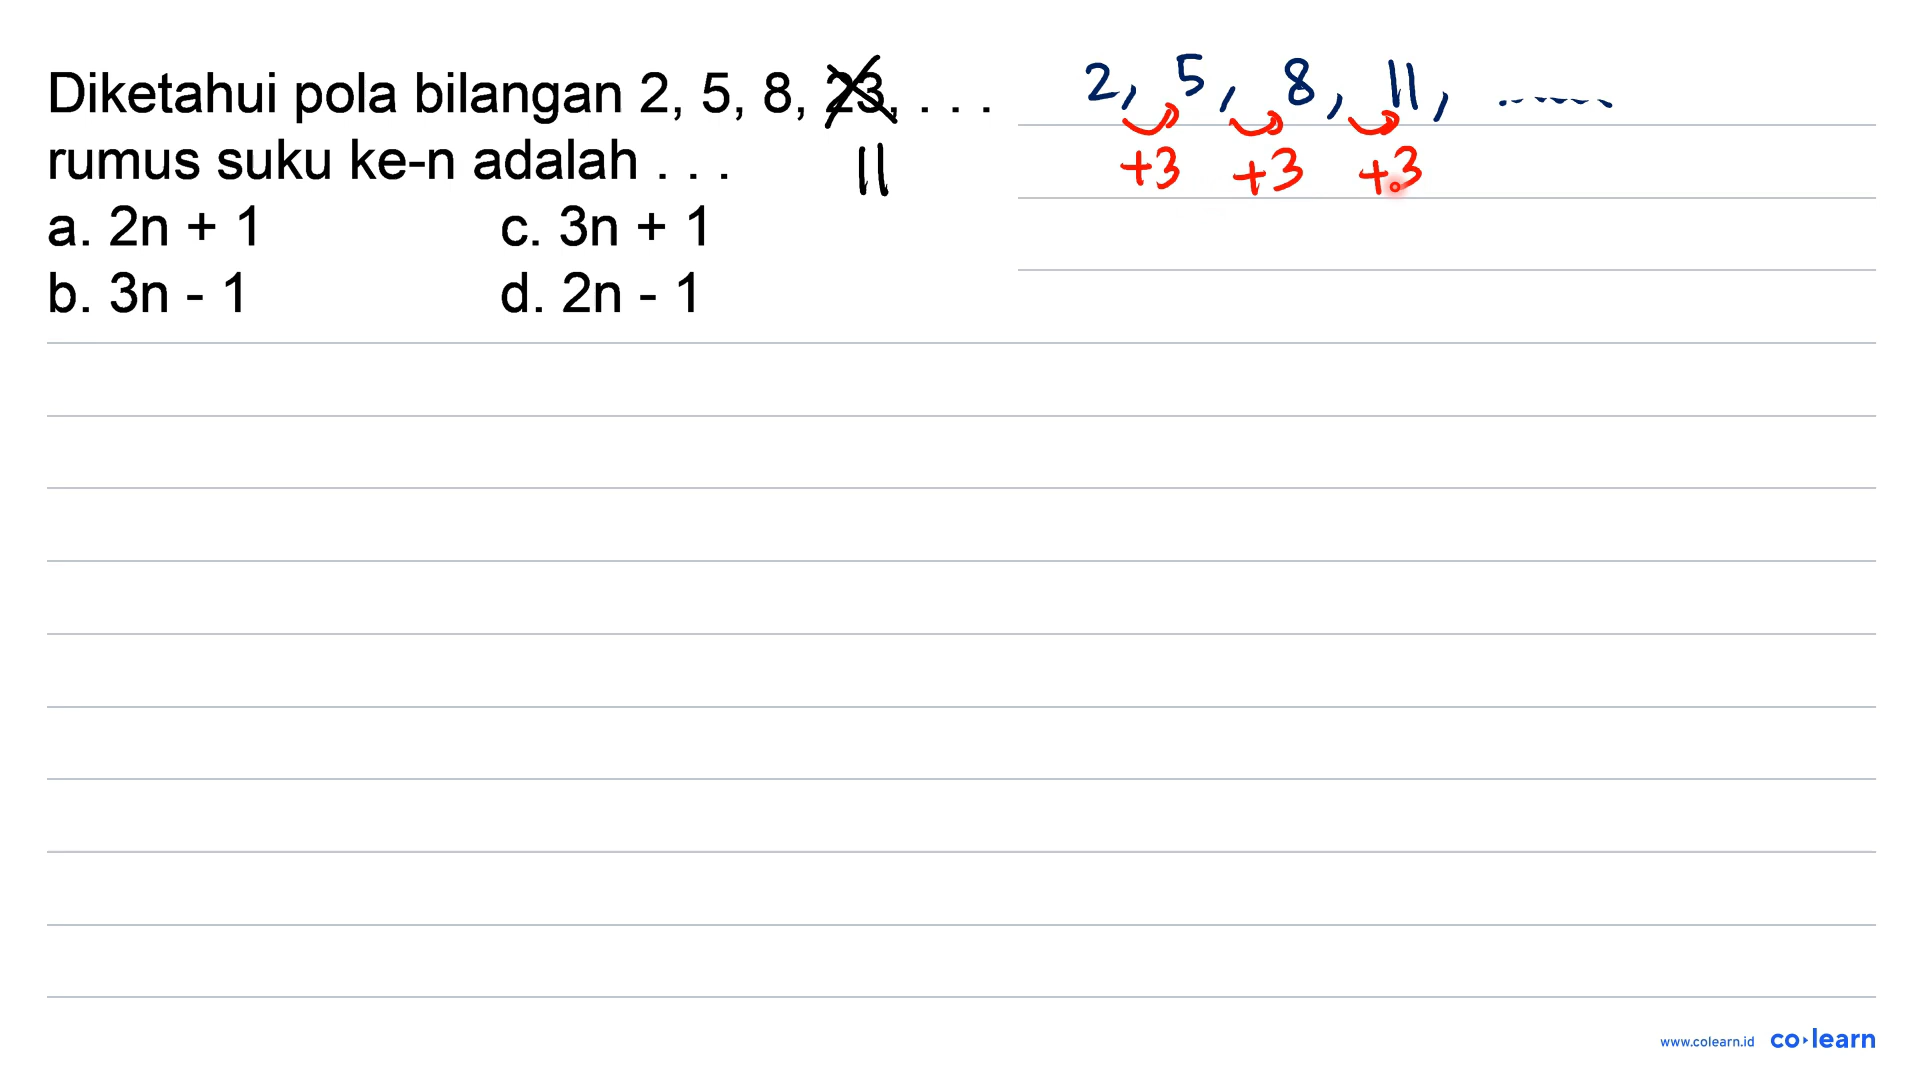 Diketahui pola bilangan 2, 5, 8, 23, . . .
11
rumus suku ke-n adalah . . .
a. 2n + 1 c. 3n + 1
b. 3n - 1 d. 2n - 1
2, 5, 8, 11, ........
+3 +3 +3
www.colearn.id co learn